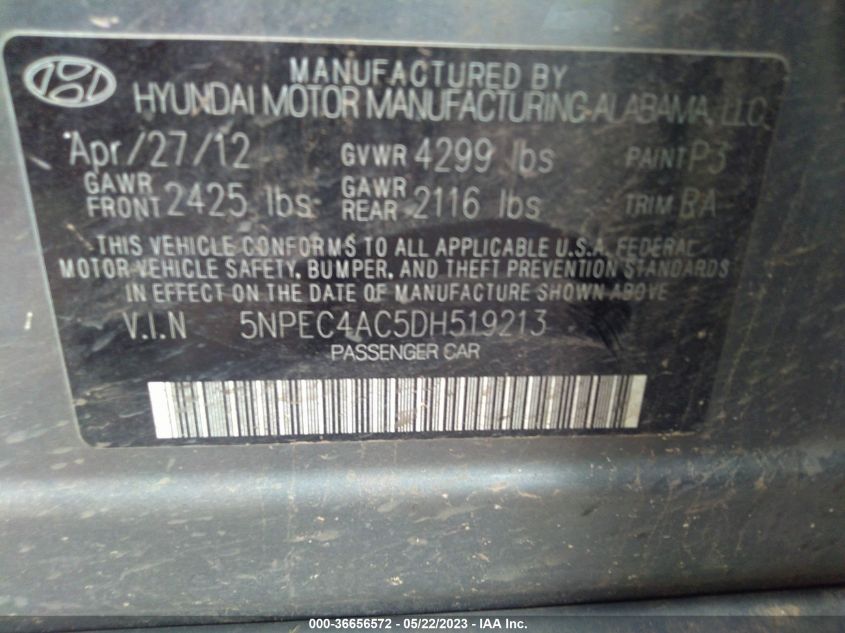 MANUFACTURED BY
HYUNDAI MOTOR MANUFACTURING ALABAMA, LLC
Apr/27/12 GVWR 4299 lbs PAINT P3
GAWR FRONT 2425 lbs GAWR REAR 2116 lbs TRIM BA
THIS VEHICLE CONFORMS TO ALL APPLICABLE U.S.A. FEDERAL
MOTOR VEHICLE SAFETY, BUMPER, AND THEFT PREVENTION STANDARDS
IN EFFECT ON THE DATE OF MANUFACTURE SHOWN ABOVE
V.I.N 5NPEC4AC5DH519213
PASSENGER CAR
000-36656572 - 05/22/2023 - IAA Inc.